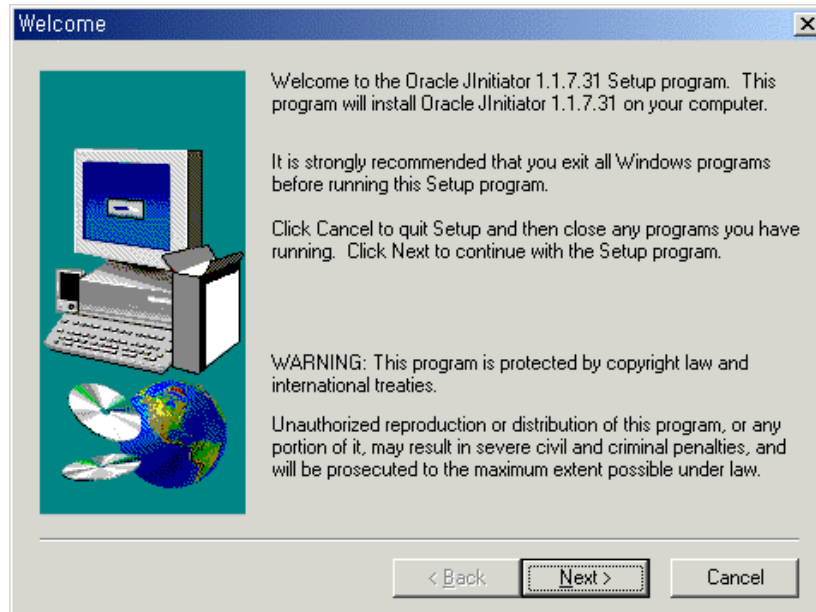 Welcome
Welcome to the Oracle JInitiator 1.1.7.31 Setup program.  This
program will install Oracle JInitiator 1.1.7.31 on your computer.
It is strongly recommended that you exit all Windows programs
before running this Setup program.
Click Cancel to quit Setup and then close any programs you have
running.  Click Next to continue with the Setup program.
WARNING: This program is protected by copyright law and
international treaties.
Unauthorized reproduction or distribution of this program, or any
portion of it, may result in severe civil and criminal penalties, and
will be prosecuted to the maximum extent possible under law.
< Back
Next >
Cancel